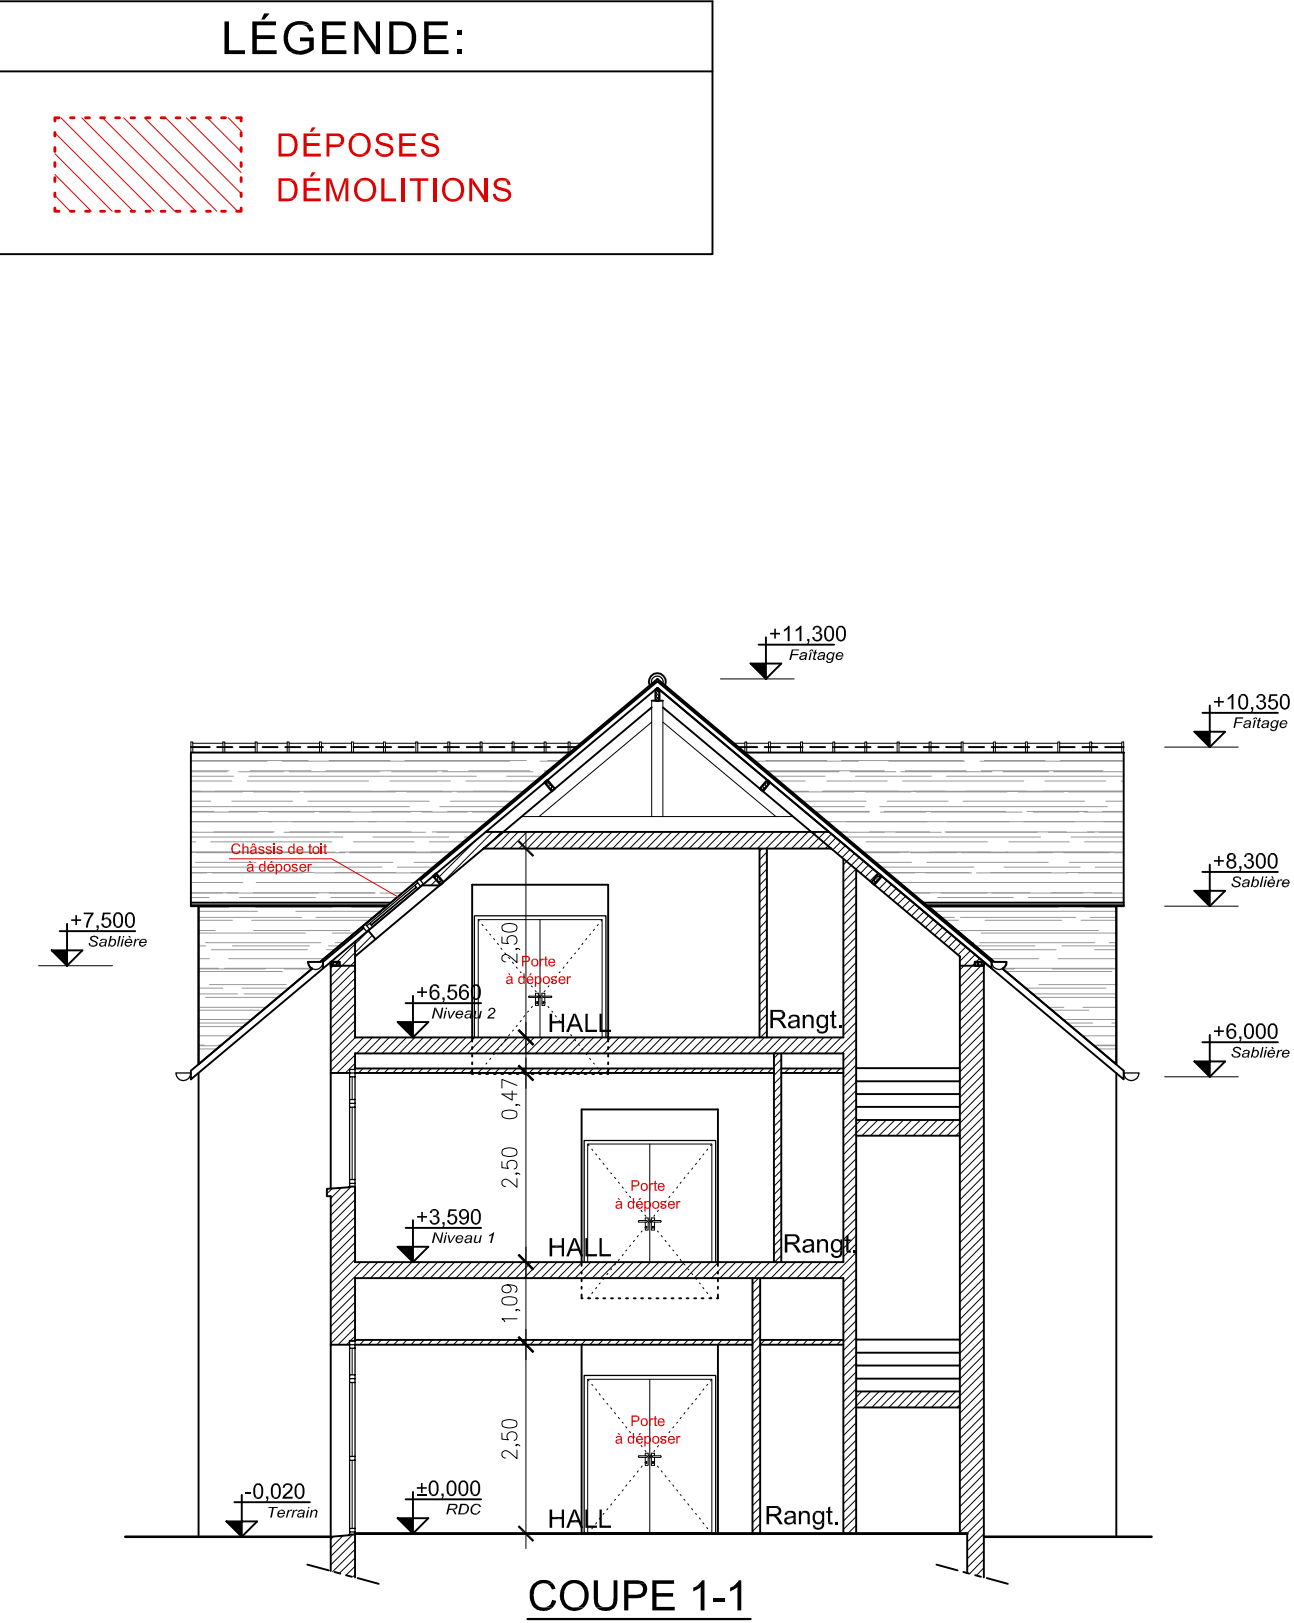 LÉGENDE:
DÉPOSES
DÉMOLITIONS
+11,300
Faîtage
+10,350
Faîtage
Châssis de toit
à déposer
+8,300
Sablière
+7,500
Sablière
2,50
Porte
à déposer
+6,560
Niveau 2
HALL
Rangt.
+6,000
Sablière
0,47
2,50
Porte
à déposer
+3,590
Niveau 1
HALL
Rangt.
1,09
2,50
Porte
à déposer
-0,020
Terrain
±0,000
RDC
HALL
Rangt.
COUPE 1-1